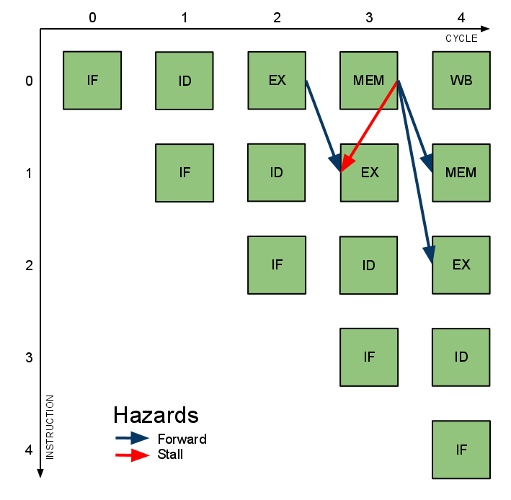 0 1 2 3 4
CYCLE
0 IF ID EX MEM WB
1 IF ID EX MEM
2 IF ID EX
3 IF ID
4 IF
INSTRUCTION
Hazards
Forward
Stall